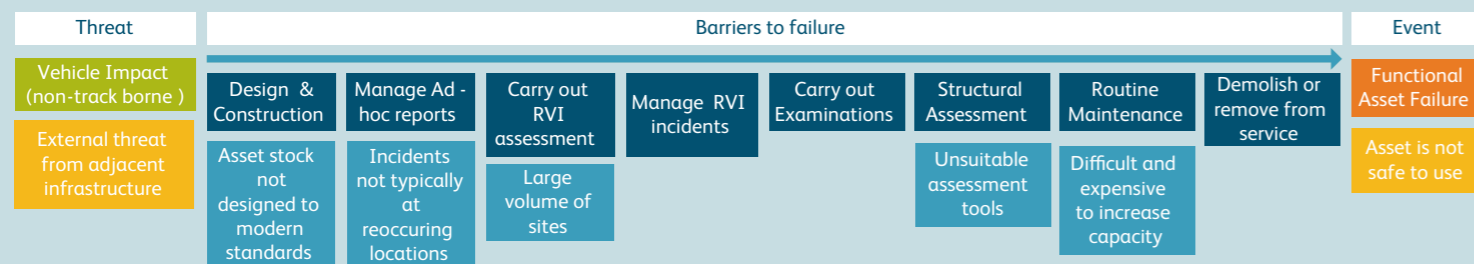 Threat
Barriers to failure
Event
Vehicle Impact
(non-track borne )
External threat
from adjacent
infrastructure
Design &
Construction
Asset stock
not
designed to
modern
standards
Manage Ad -
hoc reports
Incidents
not typically
at
reoccuring
locations
Carry out
RVI
assessment
Large
volume of
sites
Manage RVI
incidents
Carry out
Examinations
Structural
Assessment
Unsuitable
assessment
tools
Routine
Maintenance
Difficult and
expensive
to increase
capacity
Demolish or
remove from
service
Functional
Asset Failure
Asset is not
safe to use